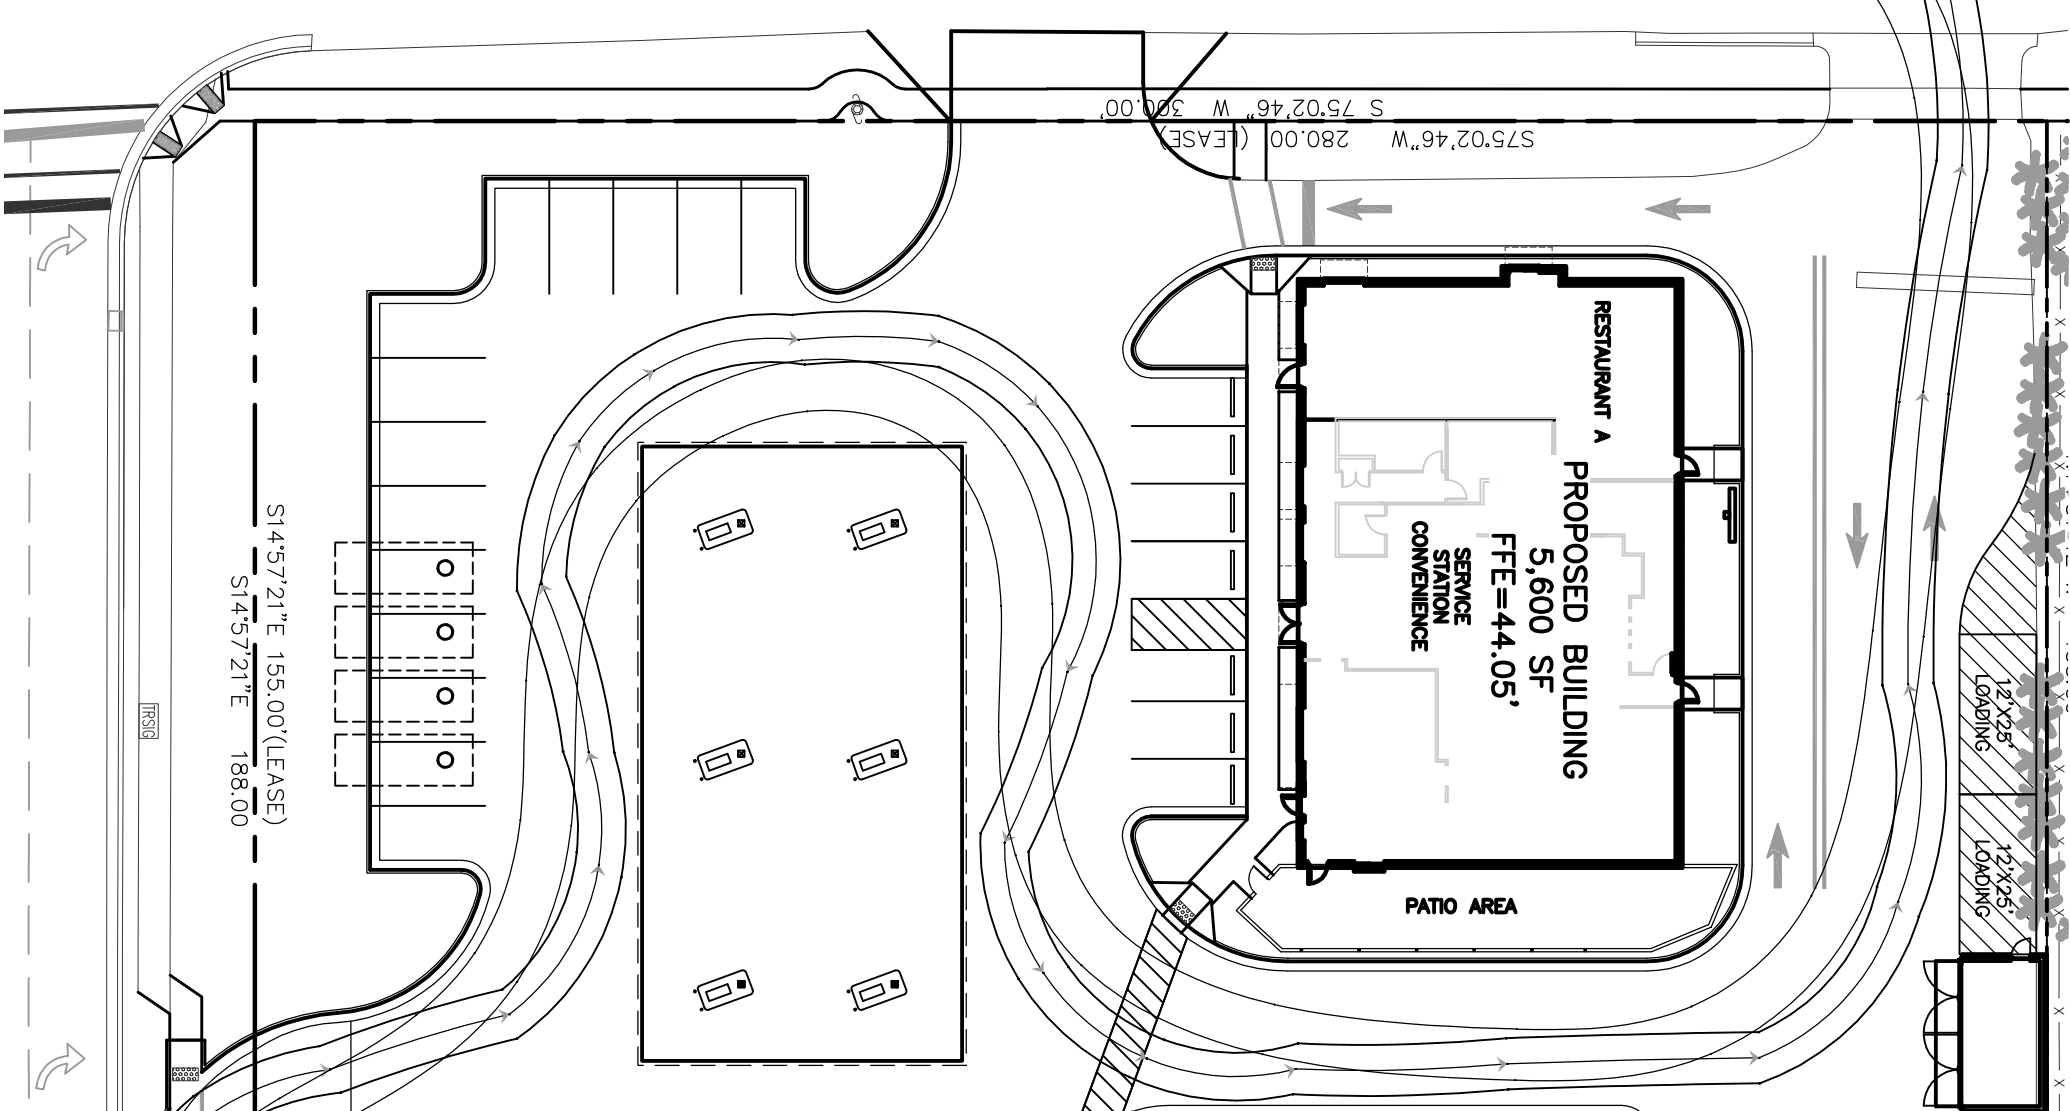 S 75°02'46" W 300.00'
S75°02'46"W 280.00' (LEASE)
RESTAURANT A
PROPOSED BUILDING
5,600 SF
FFE=44.05'
SERVICE
STATION
CONVENIENCE
PATIO AREA
S14°57'21"E 155.00'(LEASE)
S14°57'21"E 188.00
TRSIG
12'X25'
LOADING
12'X25'
LOADING